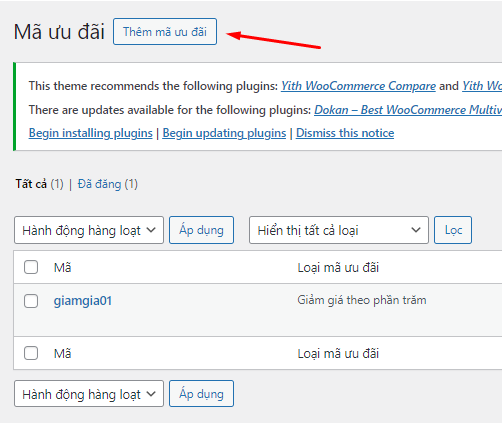 Mã ưu đãi Thêm mã ưu đãi
This theme recommends the following plugins: Yith WooCommerce Compare and Yith
There are updates available for the following plugins: Dokan – Best WooCommerce
Begin installing plugins | Begin updating plugins | Dismiss this notice
Tất cả (1) | Đã đăng (1)
Hành động hàng loạt Áp dụng Hiển thị tất cả loại Lọc
Mã Loại mã ưu đãi
giamgia01 Giảm giá theo phần trăm
Mã Loại mã ưu đãi
Hành động hàng loạt Áp dụng